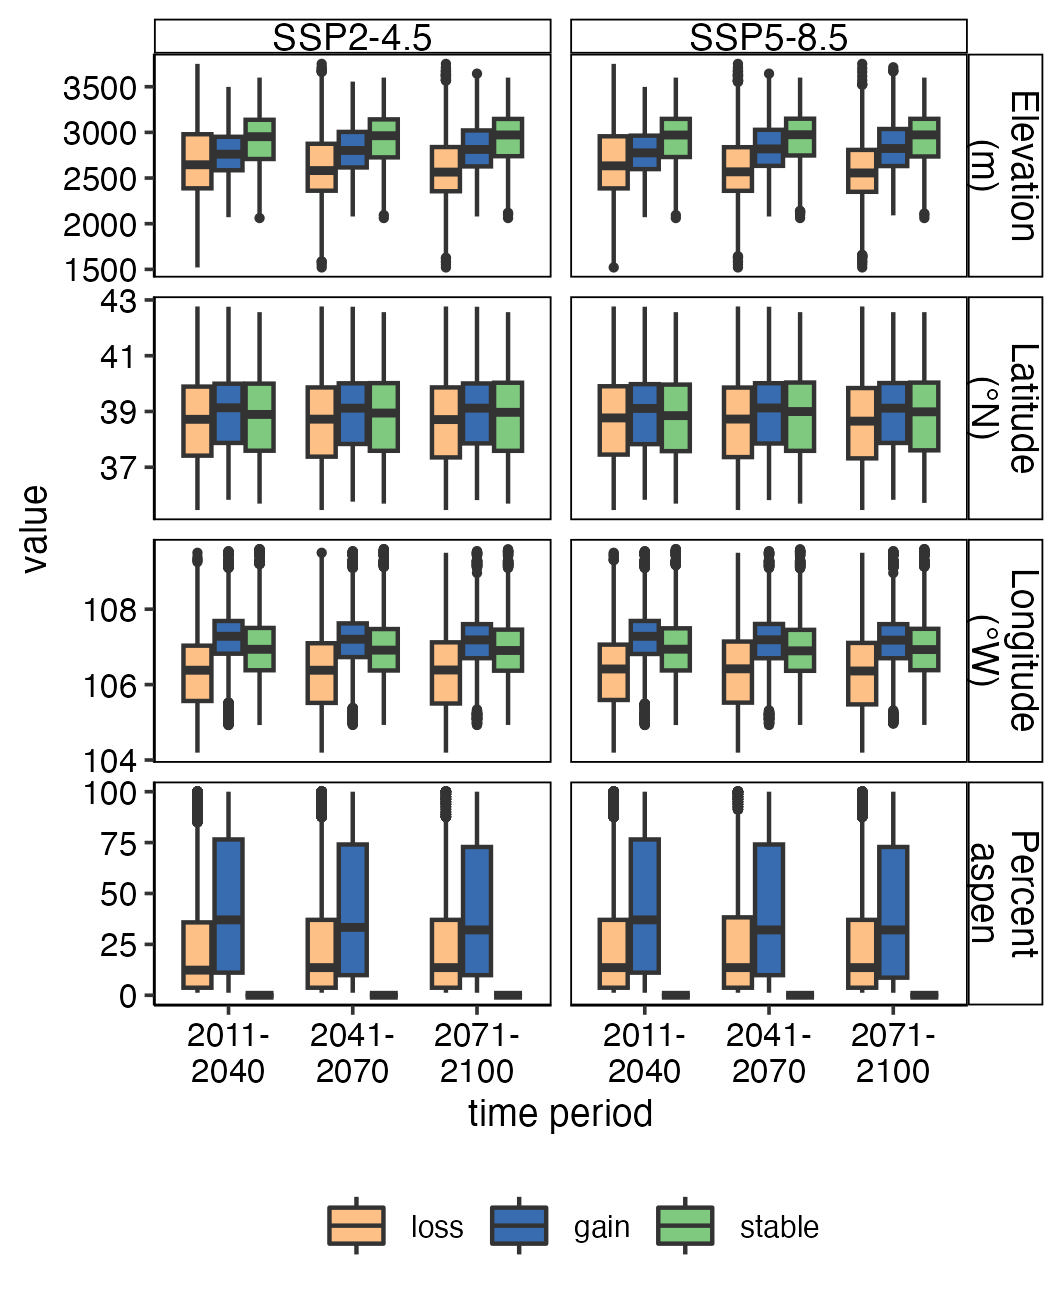 SSP2-4.5
SSP5-8.5
3500
3000
2500
2000
1500
Elevation
(m)
43
41
39
37
Latitude
(°N)
value
108
106
104
Longitude
(°W)
100
75
50
25
0
Percent
aspen
2011-
2040
2041-
2070
2071-
2100
2011-
2040
2041-
2070
2071-
2100
time period
loss
gain
stable